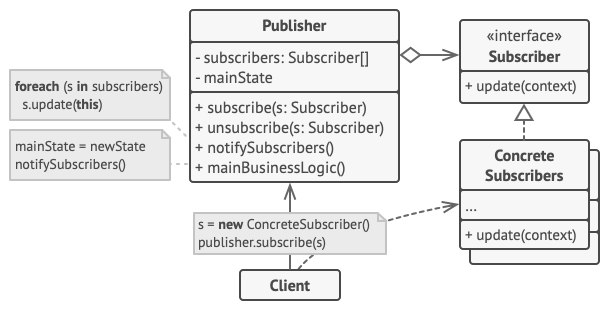 Publisher
- subscribers: Subscriber[]
- mainState
+ subscribe(s: Subscriber)
+ unsubscribe(s: Subscriber)
+ notifySubscribers()
+ mainBusinessLogic()
foreach (s in subscribers)
s.update(this)
mainState = newState
notifySubscribers()
«interface»
Subscriber
+ update(context)
Concrete
Subscribers
...
+ update(context)
s = new ConcreteSubscriber()
publisher.subscribe(s)
Client